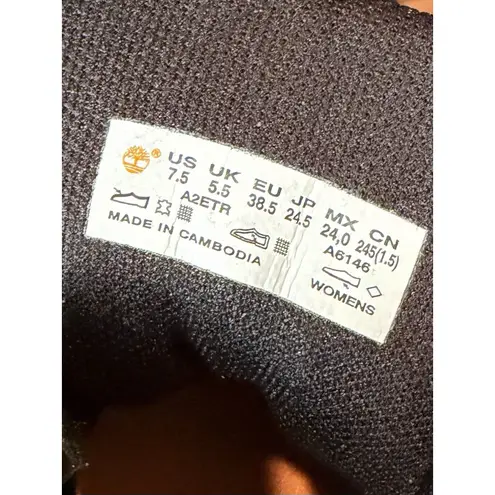 ® US UK EU JP MX CN
7.5 5.5 38.5 24.5 24,0 245(1.5)
A2ETR A6146
WOMENS
MADE IN CAMBODIA